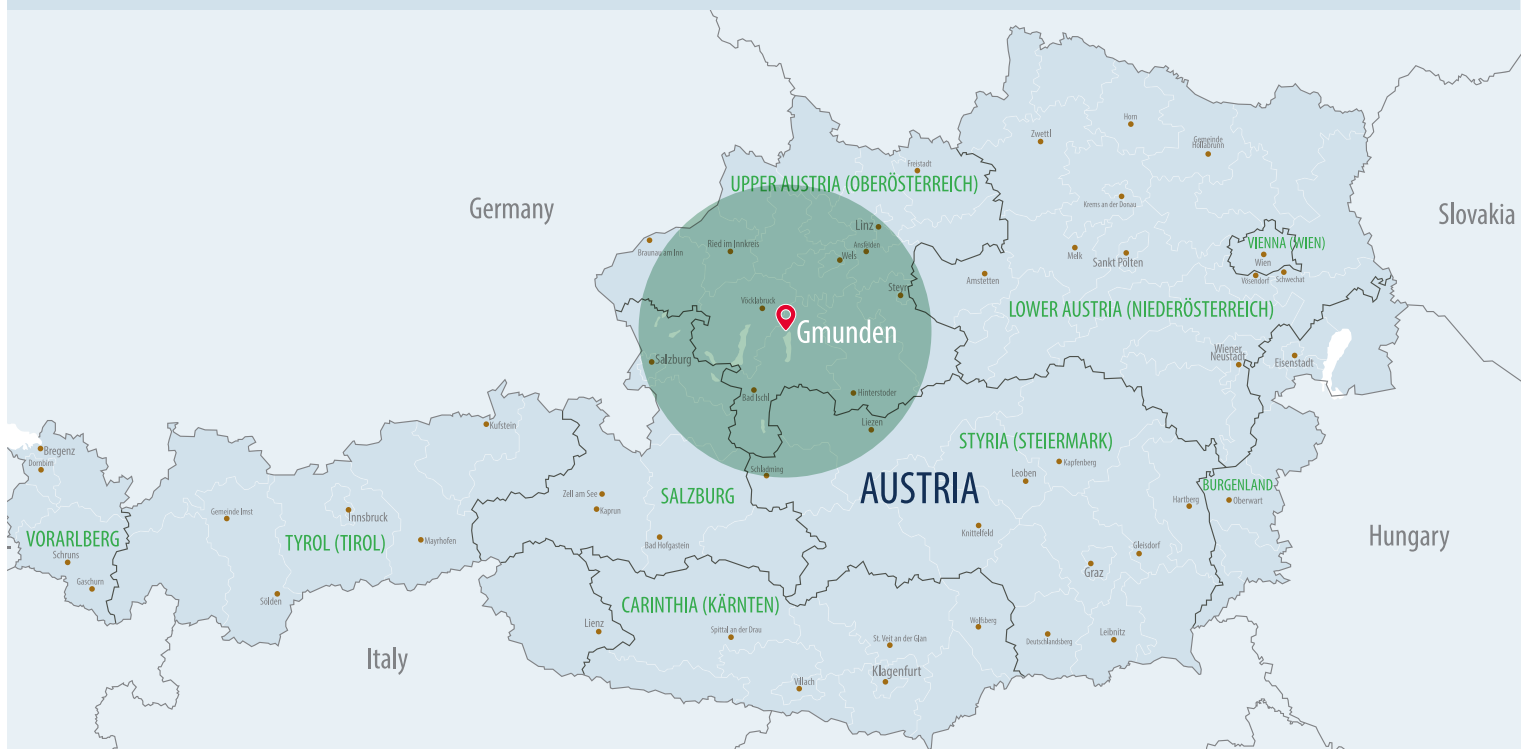 Horn
Zwettl
Gemeinde
Hollabrunn
Freistadt
UPPER AUSTRIA (OBERÖSTERREICH)
Krems an der Donau
Germany
Slovakia
Linz
Ried im Innkreis
Ansfelden
VIENNA (WIEN)
Braunau am Inn
Wels
Melk
Sankt Pölten
Wien
Amstetten
Vösendorf
Schwechat
Steyr
Vöcklabruck
LOWER AUSTRIA (NIEDERÖSTERREICH)
Gmunden
Wiener
Neustadt
Salzburg
Eisenstadt
Bad Ischl
Hinterstoder
Liezen
Kufstein
STYRIA (STEIERMARK)
Bregenz
Dornbirn
Kapfenberg
Schladming
Leoben
AUSTRIA
BURGENLAND
Zell am See
SALZBURG
Hartberg
Oberwart
Gemeinde Imst
Innsbruck
Kaprun
Knittelfeld
Hungary
VORARLBERG
TYROL (TIROL)
Mayrhofen
Bad Hofgastein
Schruns
Gleisdorf
Graz
Gaschurn
Sölden
CARINTHIA (KÄRNTEN)
Lienz
Spittal an der Drau
Wolfsberg
St. Veit an der Glan
Deutschlandsberg
Leibnitz
Italy
Klagenfurt
Villach